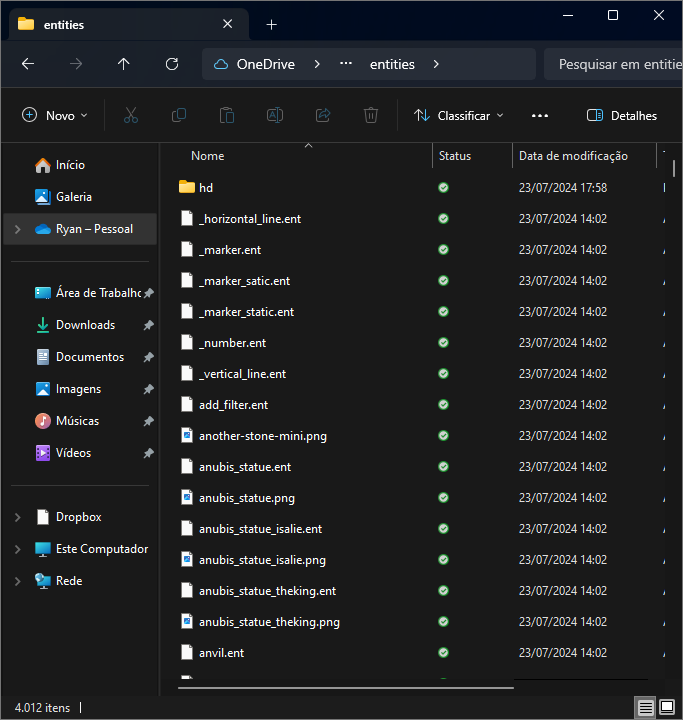 entities
OneDrive
entities
Pesquisar em entitie
Novo
Classificar
Detalhes
Nome Status Data de modificação
Início
Galeria
Ryan – Pessoal
Área de Trabalho
Downloads
Documentos
Imagens
Músicas
Vídeos
Dropbox
Este Computador
Rede
hd 23/07/2024 17:58
_horizontal_line.ent 23/07/2024 14:02
_marker.ent 23/07/2024 14:02
_marker_satic.ent 23/07/2024 14:02
_marker_static.ent 23/07/2024 14:02
_number.ent 23/07/2024 14:02
_vertical_line.ent 23/07/2024 14:02
add_filter.ent 23/07/2024 14:02
another-stone-mini.png 23/07/2024 14:02
anubis_statue.ent 23/07/2024 14:02
anubis_statue.png 23/07/2024 14:02
anubis_statue_isalie.ent 23/07/2024 14:02
anubis_statue_isalie.png 23/07/2024 14:02
anubis_statue_theking.ent 23/07/2024 14:02
anubis_statue_theking.png 23/07/2024 14:02
anvil.ent 23/07/2024 14:02
4.012 itens